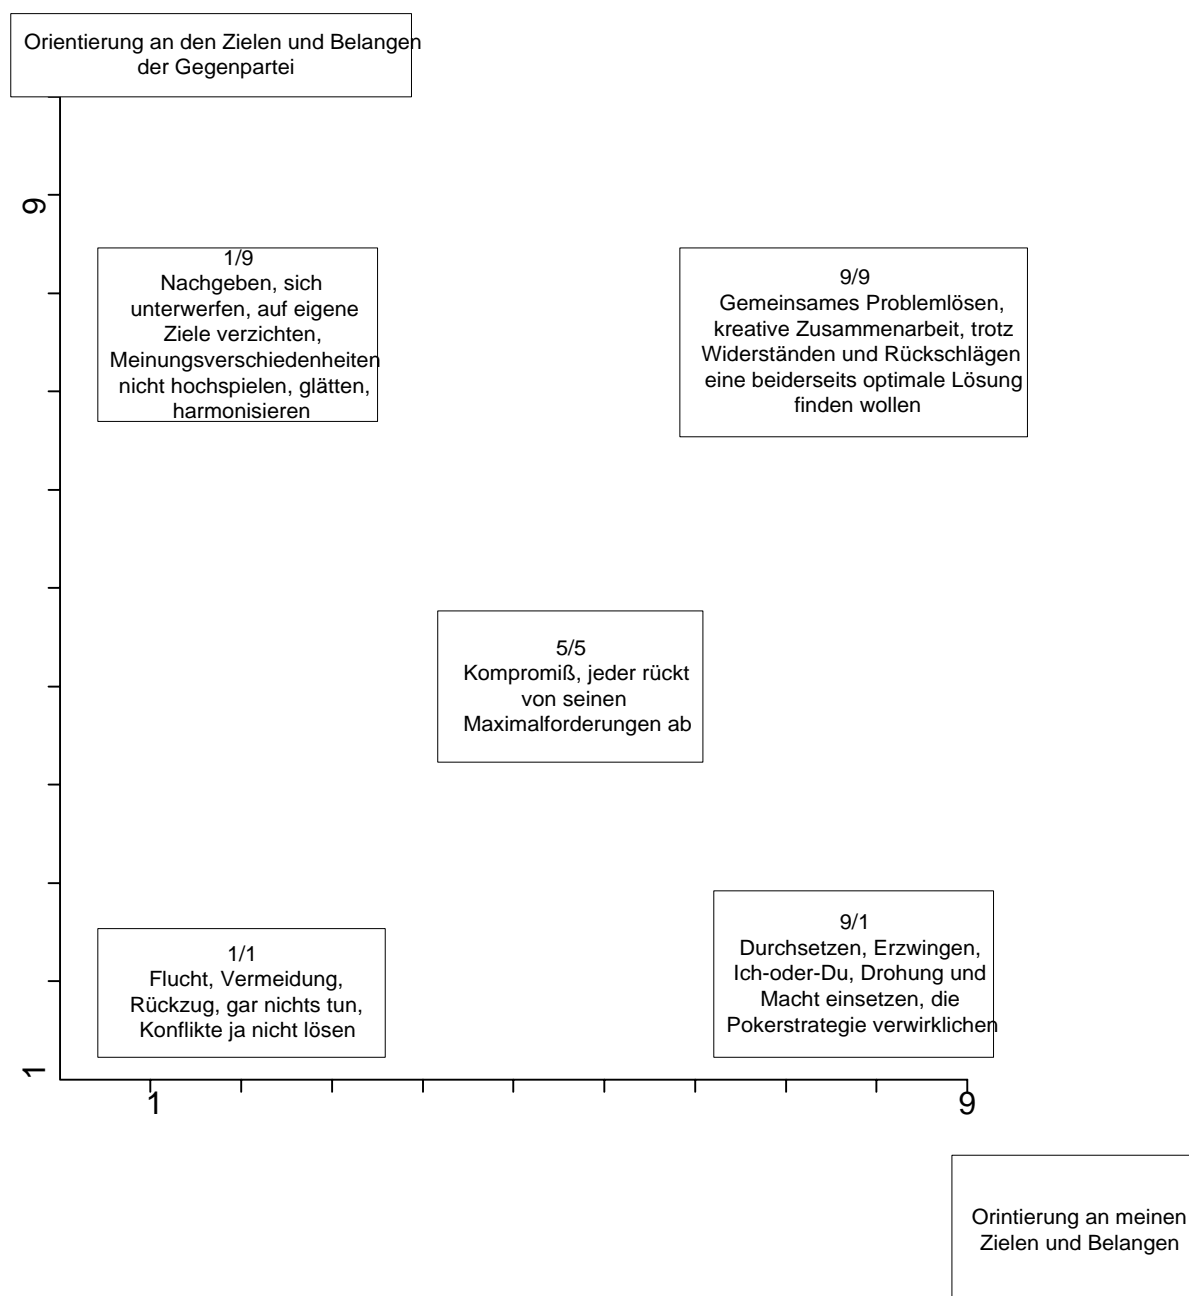 Orientierung an den Zielen und Belangen
der Gegenpartei
9
1/9
Nachgeben, sich
unterwerfen, auf eigene
Ziele verzichten,
Meinungsverschiedenheiten
nicht hochspielen, glätten,
harmonisieren
9/9
Gemeinsames Problemlösen,
kreative Zusammenarbeit, trotz
Widerständen und Rückschlägen
eine beiderseits optimale Lösung
finden wollen
5/5
Kompromiß, jeder rückt
von seinen
Maximalforderungen ab
1/1
Flucht, Vermeidung,
Rückzug, gar nichts tun,
Konflikte ja nicht lösen
9/1
Durchsetzen, Erzwingen,
Ich-oder-Du, Drohung und
Macht einsetzen, die
Pokerstrategie verwirklichen
1
1
9
Orintierung an meinen
Zielen und Belangen